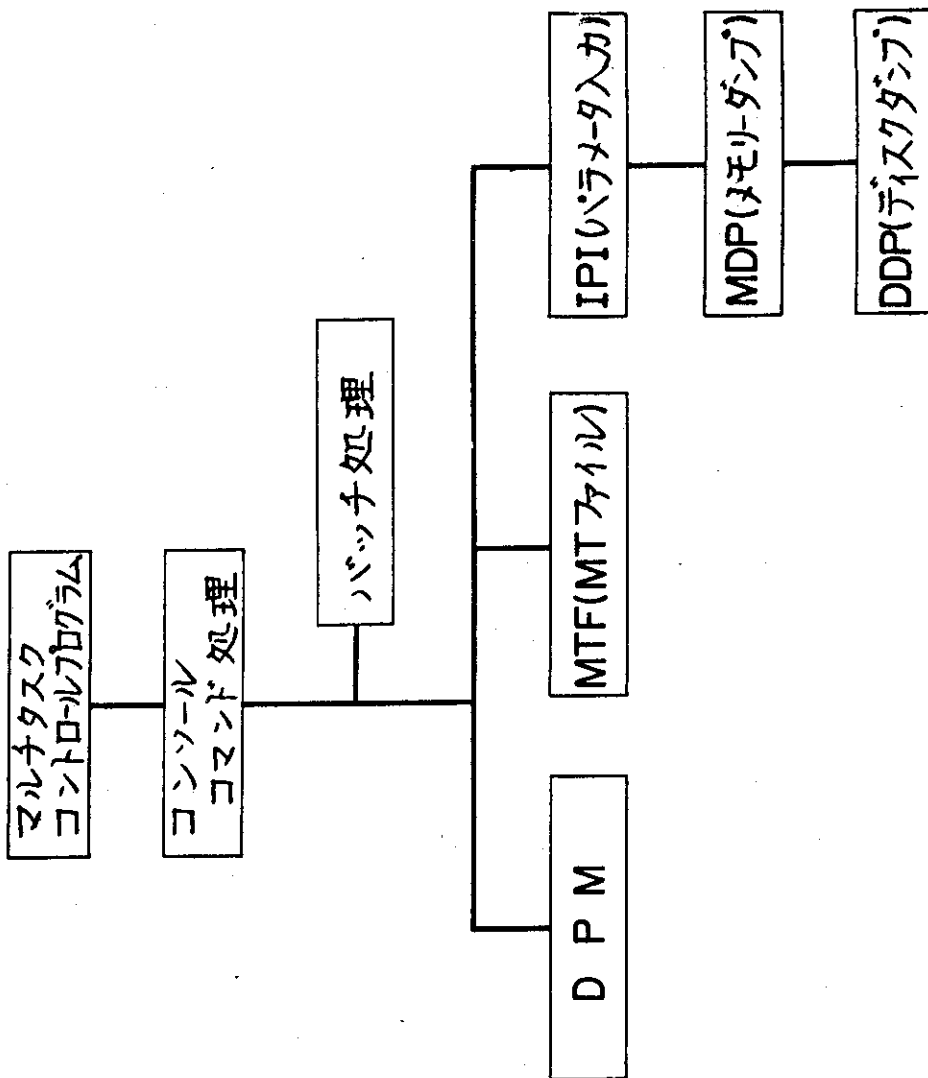 マルチタスク
コントロールプログラム
コンソール
コマンド処理
バッチ処理
D P M
MTF(MTファイル)
IPI(パラメータ入力)
MDP(メモリーダンプ)
DDP(ディスクダンプ)